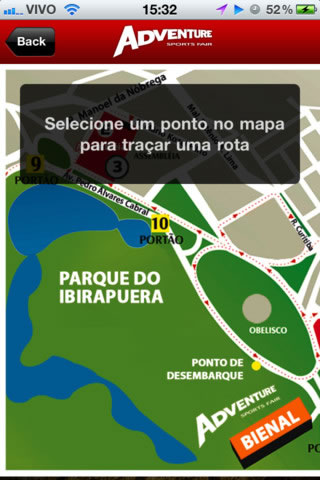 VIVO
15:32
52%
Back
ADVENTURE
SPORTS FAIR
Manoel da Nóbrega
Selecione um ponto no mapa
para traçar uma rota
ASSEMBLÉIA
9
PORTÃO
3
Pedro Álvares Cabral
10
PORTÃO
R. Curitiba
PARQUE DO
IBIRAPUERA
OBELISCO
PONTO DE
DESEMBARQUE
ADVENTURE
SPORTS FAIR
BIENAL